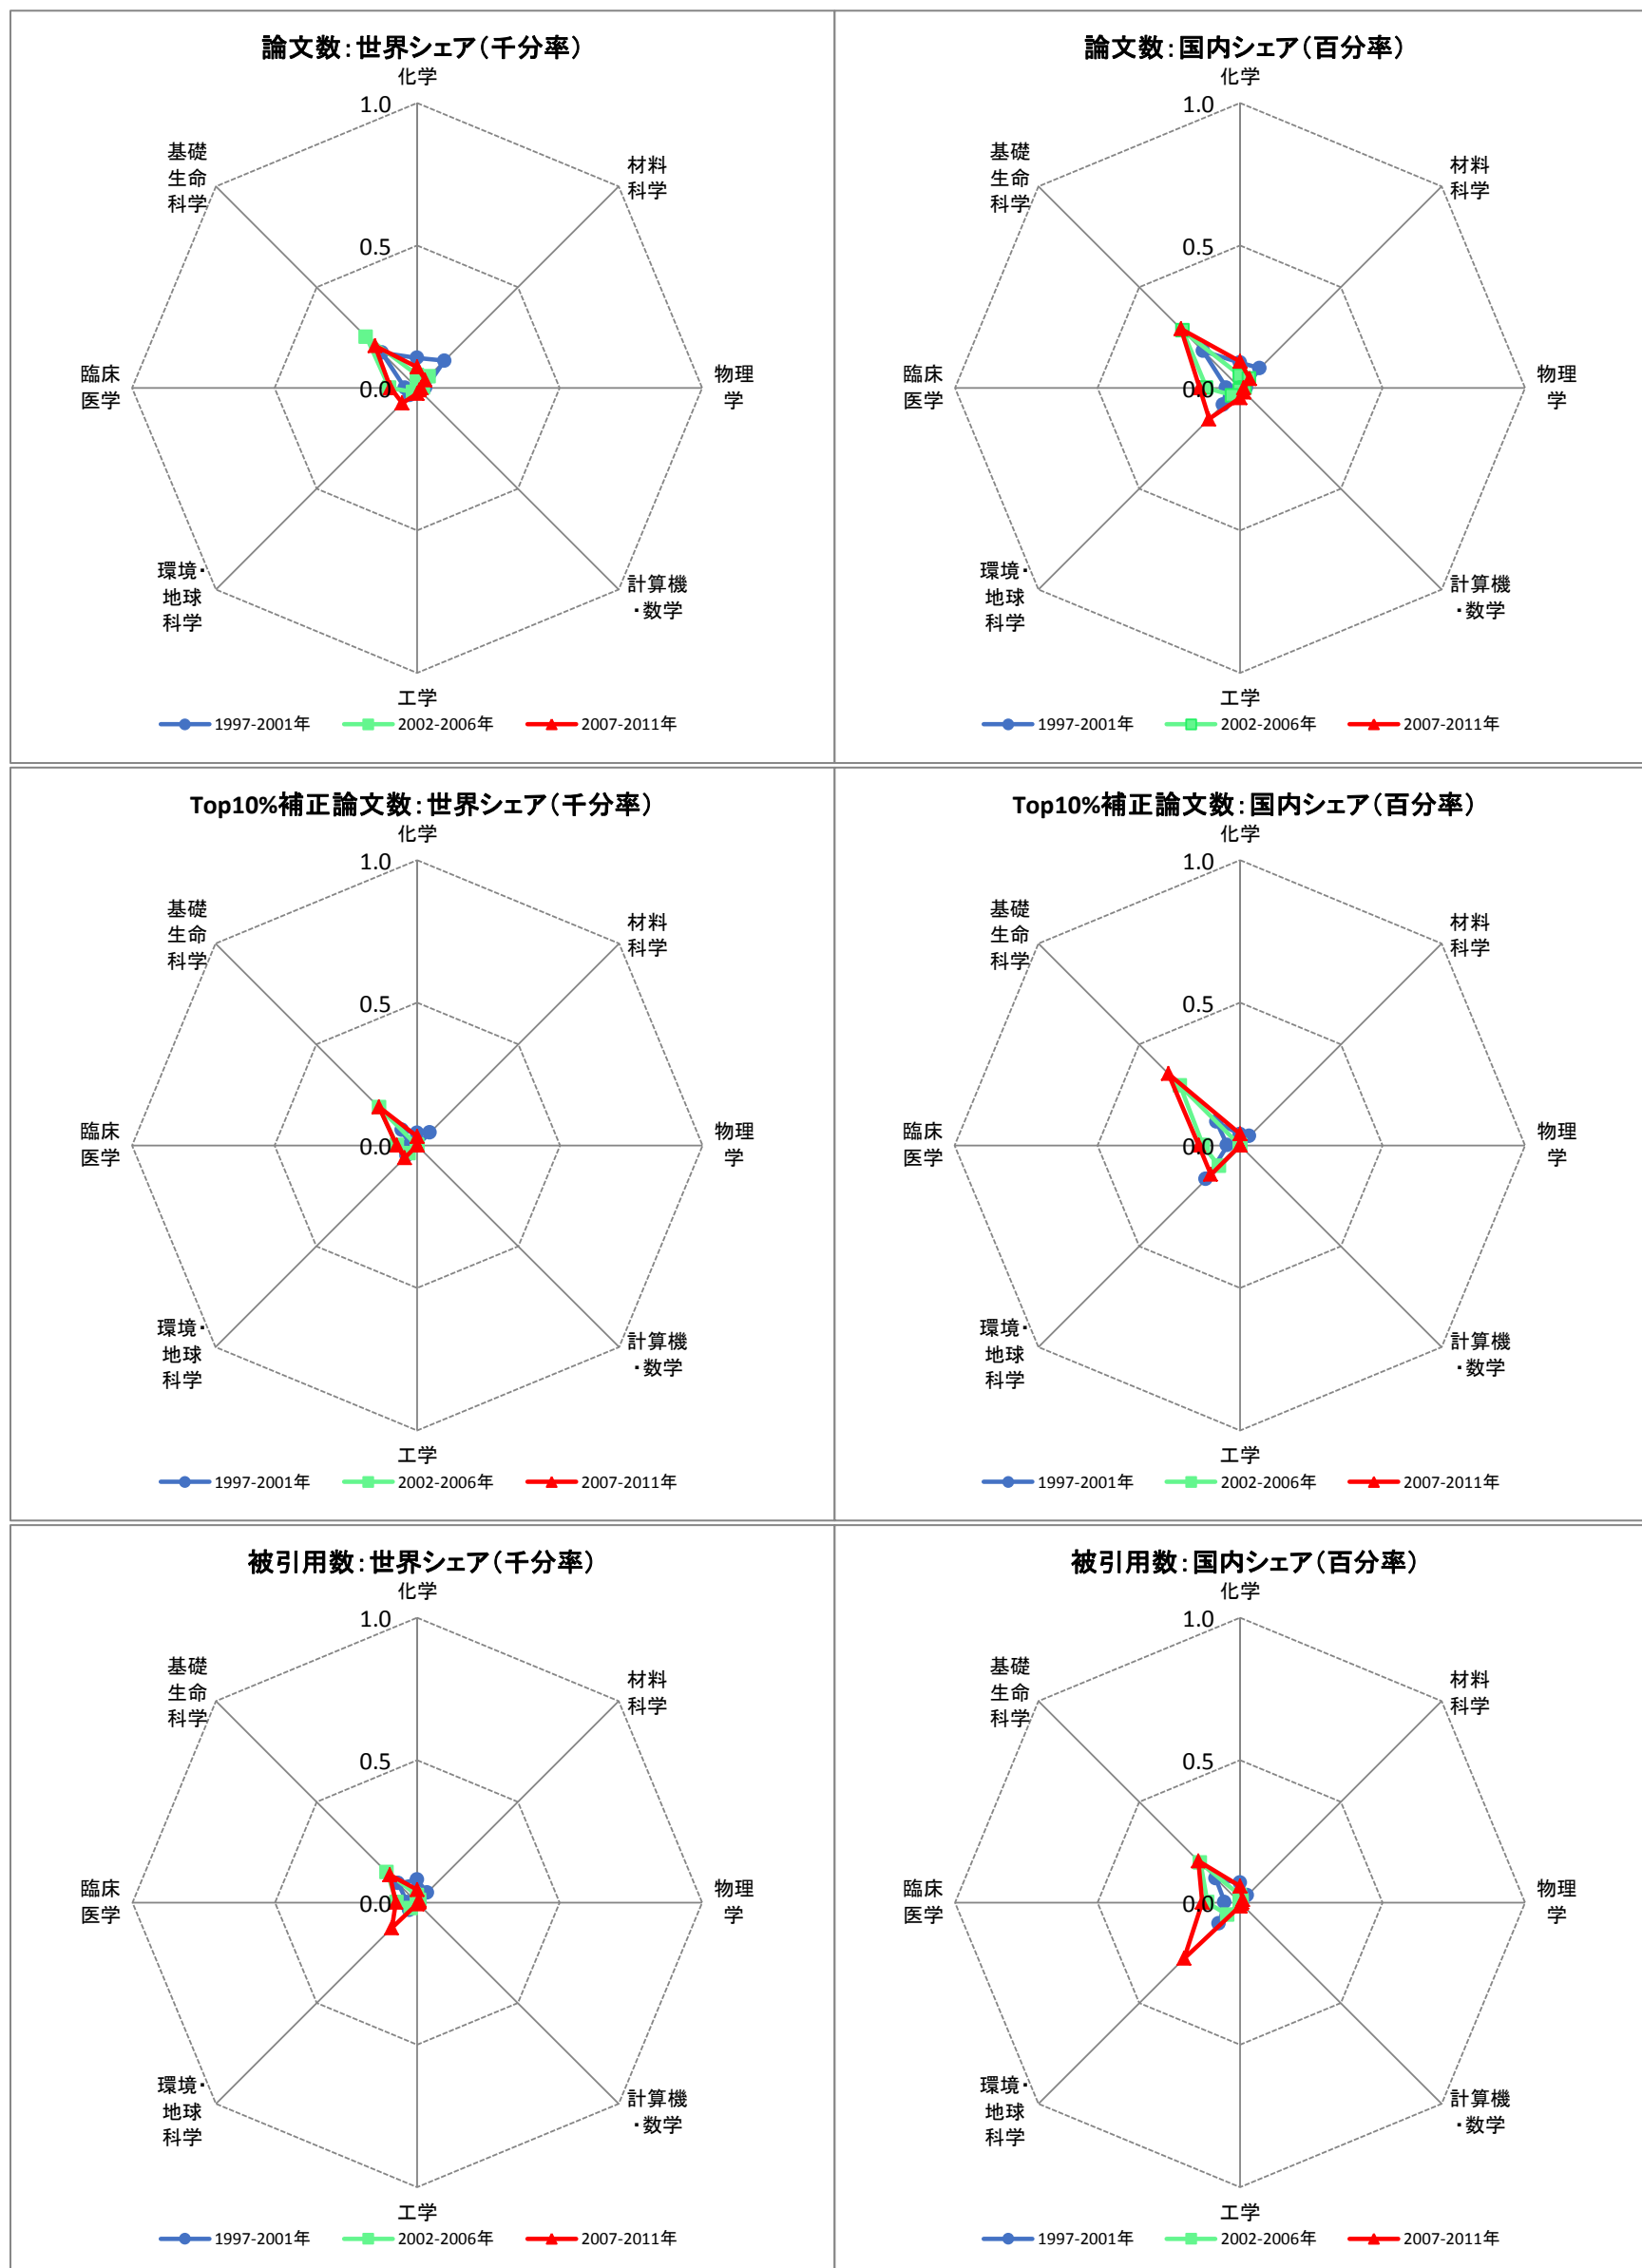 論文数：世界シェア（千分率）
化学
1.0
基礎
生命
科学
材料
科学
0.5
臨床
医学
0.0
物理
学
環境・
地球
科学
計算機
・数学
工学
1997-2001年
2002-2006年
2007-2011年
論文数：国内シェア（百分率）
化学
1.0
基礎
生命
科学
材料
科学
0.5
臨床
医学
0.0
物理
学
環境・
地球
科学
計算機
・数学
工学
1997-2001年
2002-2006年
2007-2011年
Top10%補正論文数：世界シェア（千分率）
化学
1.0
基礎
生命
科学
材料
科学
0.5
臨床
医学
0.0
物理
学
環境・
地球
科学
計算機
・数学
工学
1997-2001年
2002-2006年
2007-2011年
Top10%補正論文数：国内シェア（百分率）
化学
1.0
基礎
生命
科学
材料
科学
0.5
臨床
医学
0.0
物理
学
環境・
地球
科学
計算機
・数学
工学
1997-2001年
2002-2006年
2007-2011年
被引用数：世界シェア（千分率）
化学
1.0
基礎
生命
科学
材料
科学
0.5
臨床
医学
0.0
物理
学
環境・
地球
科学
計算機
・数学
工学
1997-2001年
2002-2006年
2007-2011年
被引用数：国内シェア（百分率）
化学
1.0
基礎
生命
科学
材料
科学
0.5
臨床
医学
0.0
物理
学
環境・
地球
科学
計算機
・数学
工学
1997-2001年
2002-2006年
2007-2011年